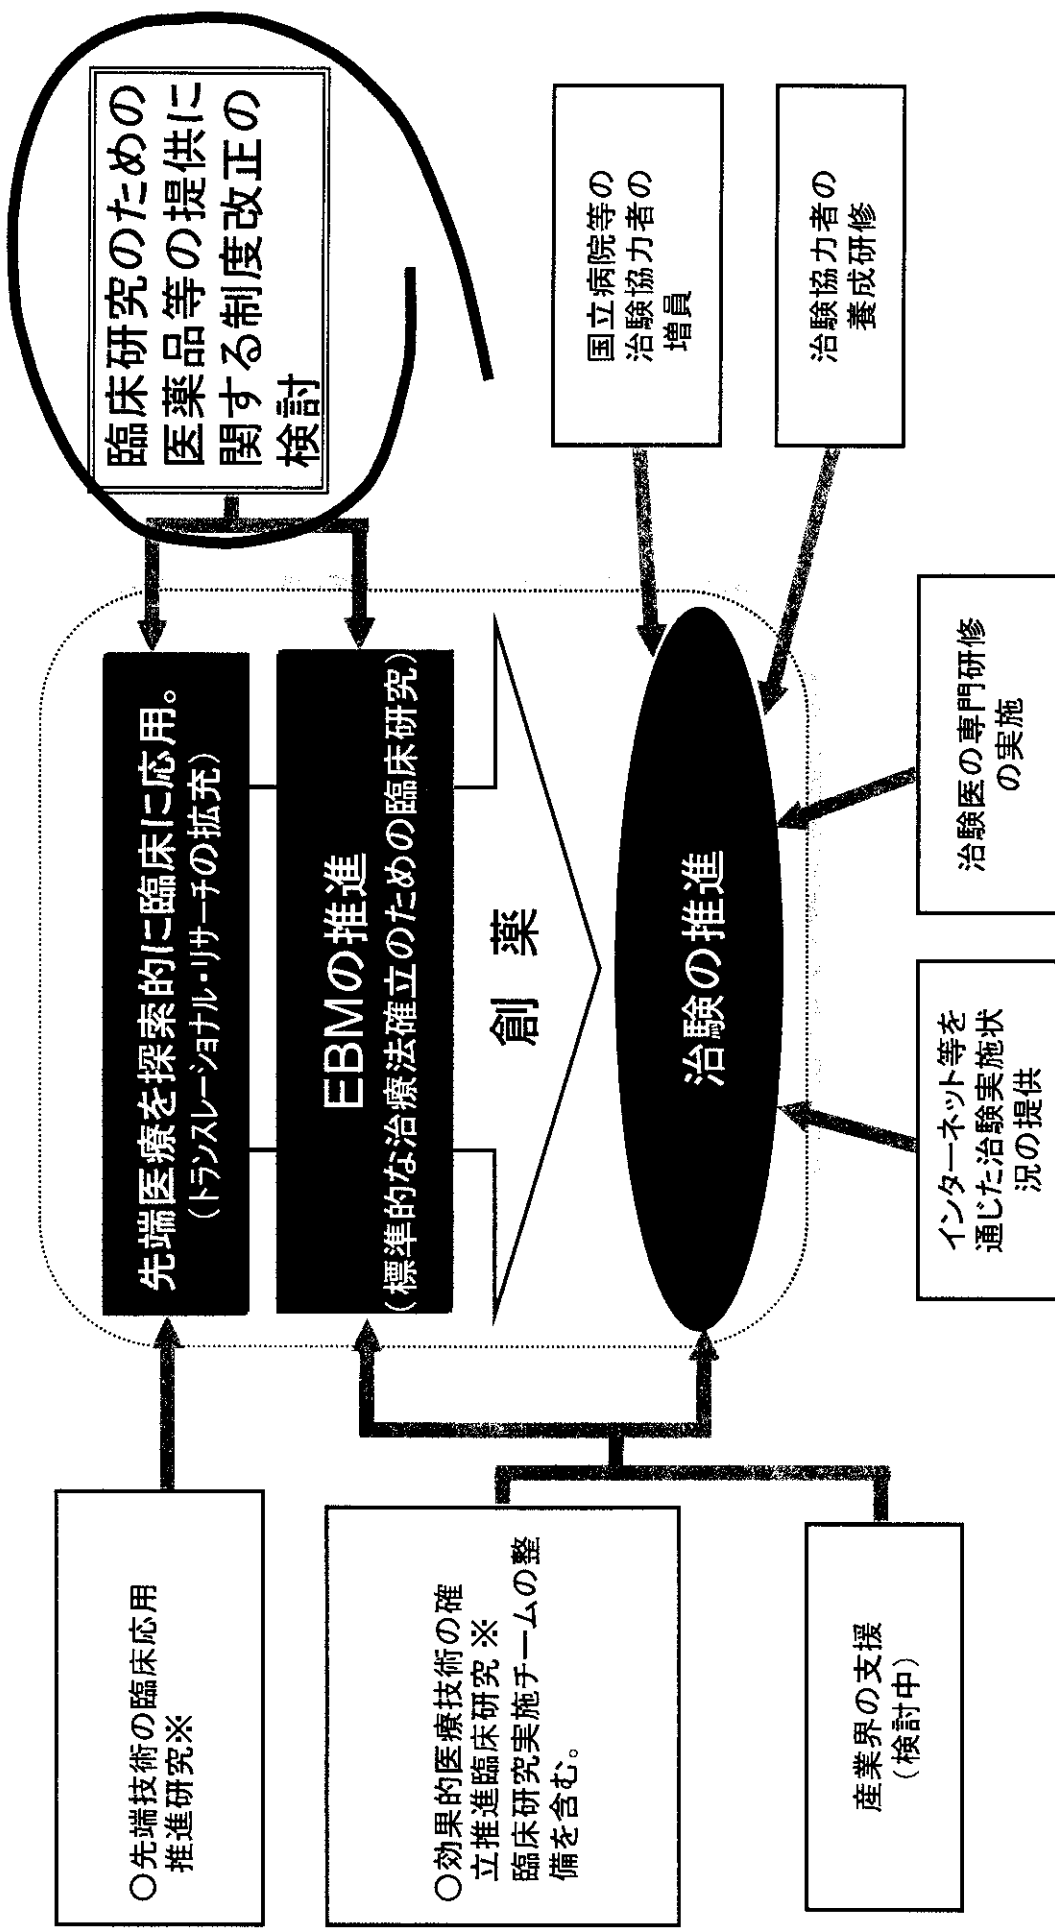 ○先端技術の臨床応用
推進研究※
○効果的医療技術の確
立推進臨床研究 ※
臨床研究実施チームの整
備を含む。
産業界の支援
（検討中）
先端医療を探索的に臨床に応用。
（トランスレーショナル・リサーチの拡充）
EBMの推進
（標準的な治療法確立のための臨床研究）
創 薬
治験の推進
臨床研究のための
医薬品等の提供に
関する制度改正の
検討
国立病院等の
治験協力者の
増員
治験協力者の
養成研修
インターネット等を
通じた治験実施状
況の提供
治験医の専門研修
の実施